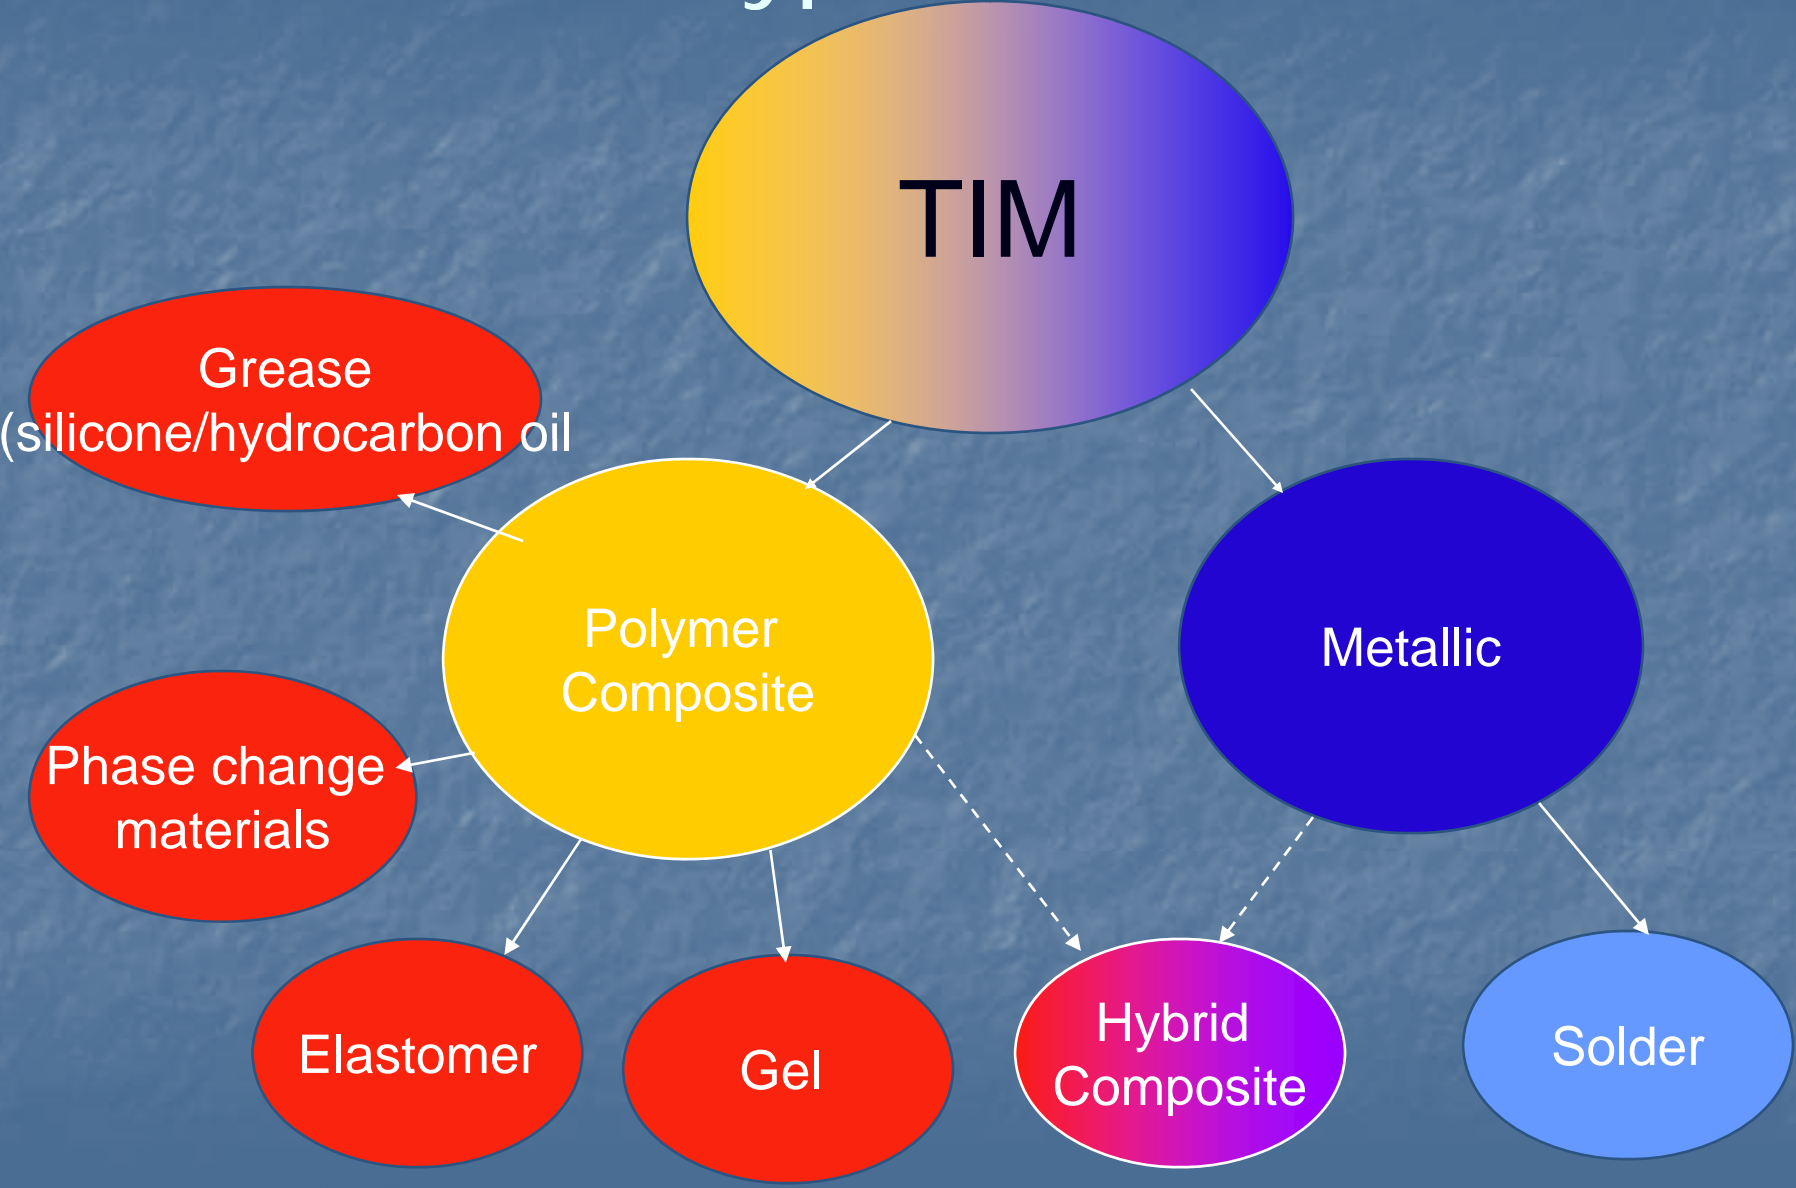 TIM
Grease
(silicone/hydrocarbon oil
Polymer
Composite
Metallic
Phase change
materials
Elastomer
Gel
Hybrid
Composite
Solder